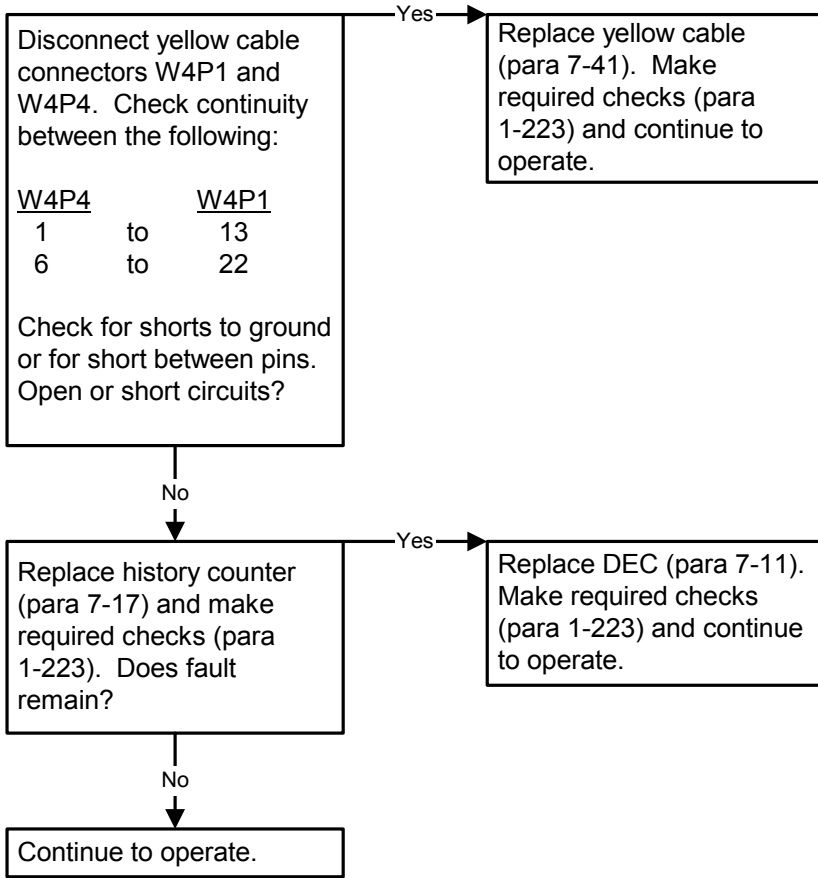 Disconnect yellow cable
connectors W4P1 and
W4P4. Check continuity
between the following:
W4P4 W4P1
1 to 13
6 to 22
Check for shorts to ground
or for short between pins.
Open or short circuits?
Yes
Replace yellow cable
(para 7-41). Make
required checks (para
1-223) and continue to
operate.
No
Replace history counter
(para 7-17) and make
required checks (para
1-223). Does fault
remain?
Yes
Replace DEC (para 7-11).
Make required checks
(para 1-223) and continue
to operate.
No
Continue to operate.